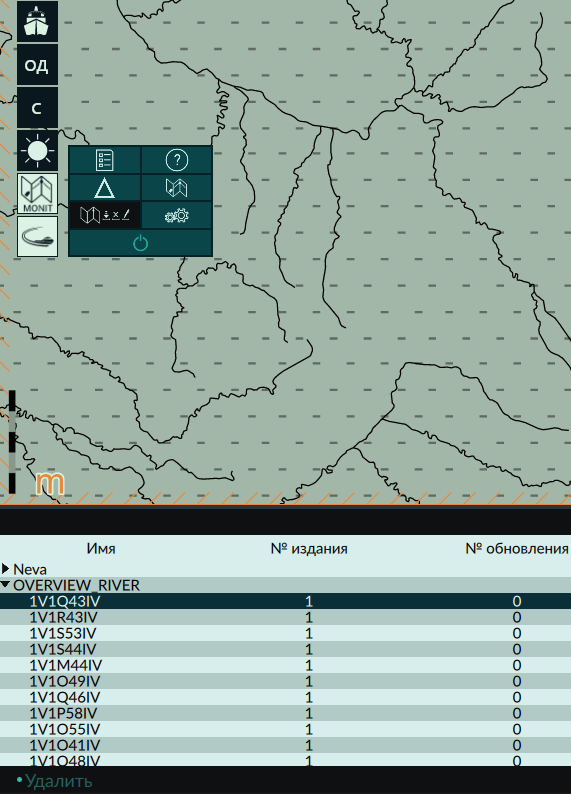 ОД
С
MONIT
?
m
Имя № издания № обновления
Neva
OVERVIEW_RIVER
1V1Q43IV 1 0
1V1R43IV 1 0
1V1S53IV 1 0
1V1S44IV 1 0
1V1M44IV 1 0
1V1O49IV 1 0
1V1Q46IV 1 0
1V1P58IV 1 0
1V1O55IV 1 0
1V1O41IV 1 0
1V1O48IV 1 0
Удалить